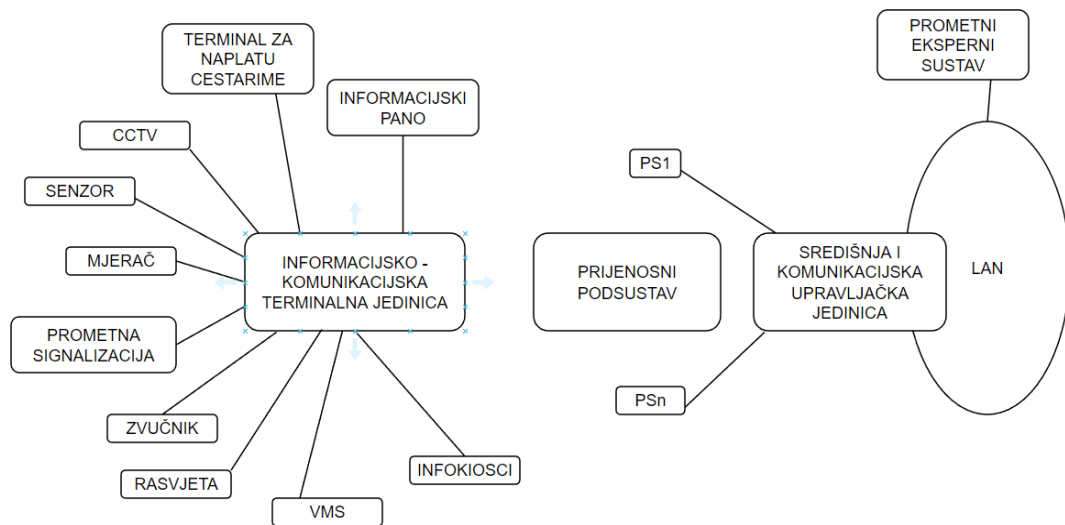 TERMINAL ZA
NAPLATU
CESTARIME
INFORMACIJSKI
PANO
CCTV
SENZOR
MJERAČ
PROMETNA
SIGNALIZACIJA
ZVUČNIK
RASVJETA
VMS
INFOKIOSCI
INFORMACIJSKO -
KOMUNIKACIJSKA
TERMINALNA JEDINICA
PRIJENOSNI
PODSUSTAV
PS1
PSn
SREDIŠNJA I
KOMUNIKACIJSKA
UPRAVLJAČKA
JEDINICA
LAN
PROMETNI
EKSPERNI
SUSTAV